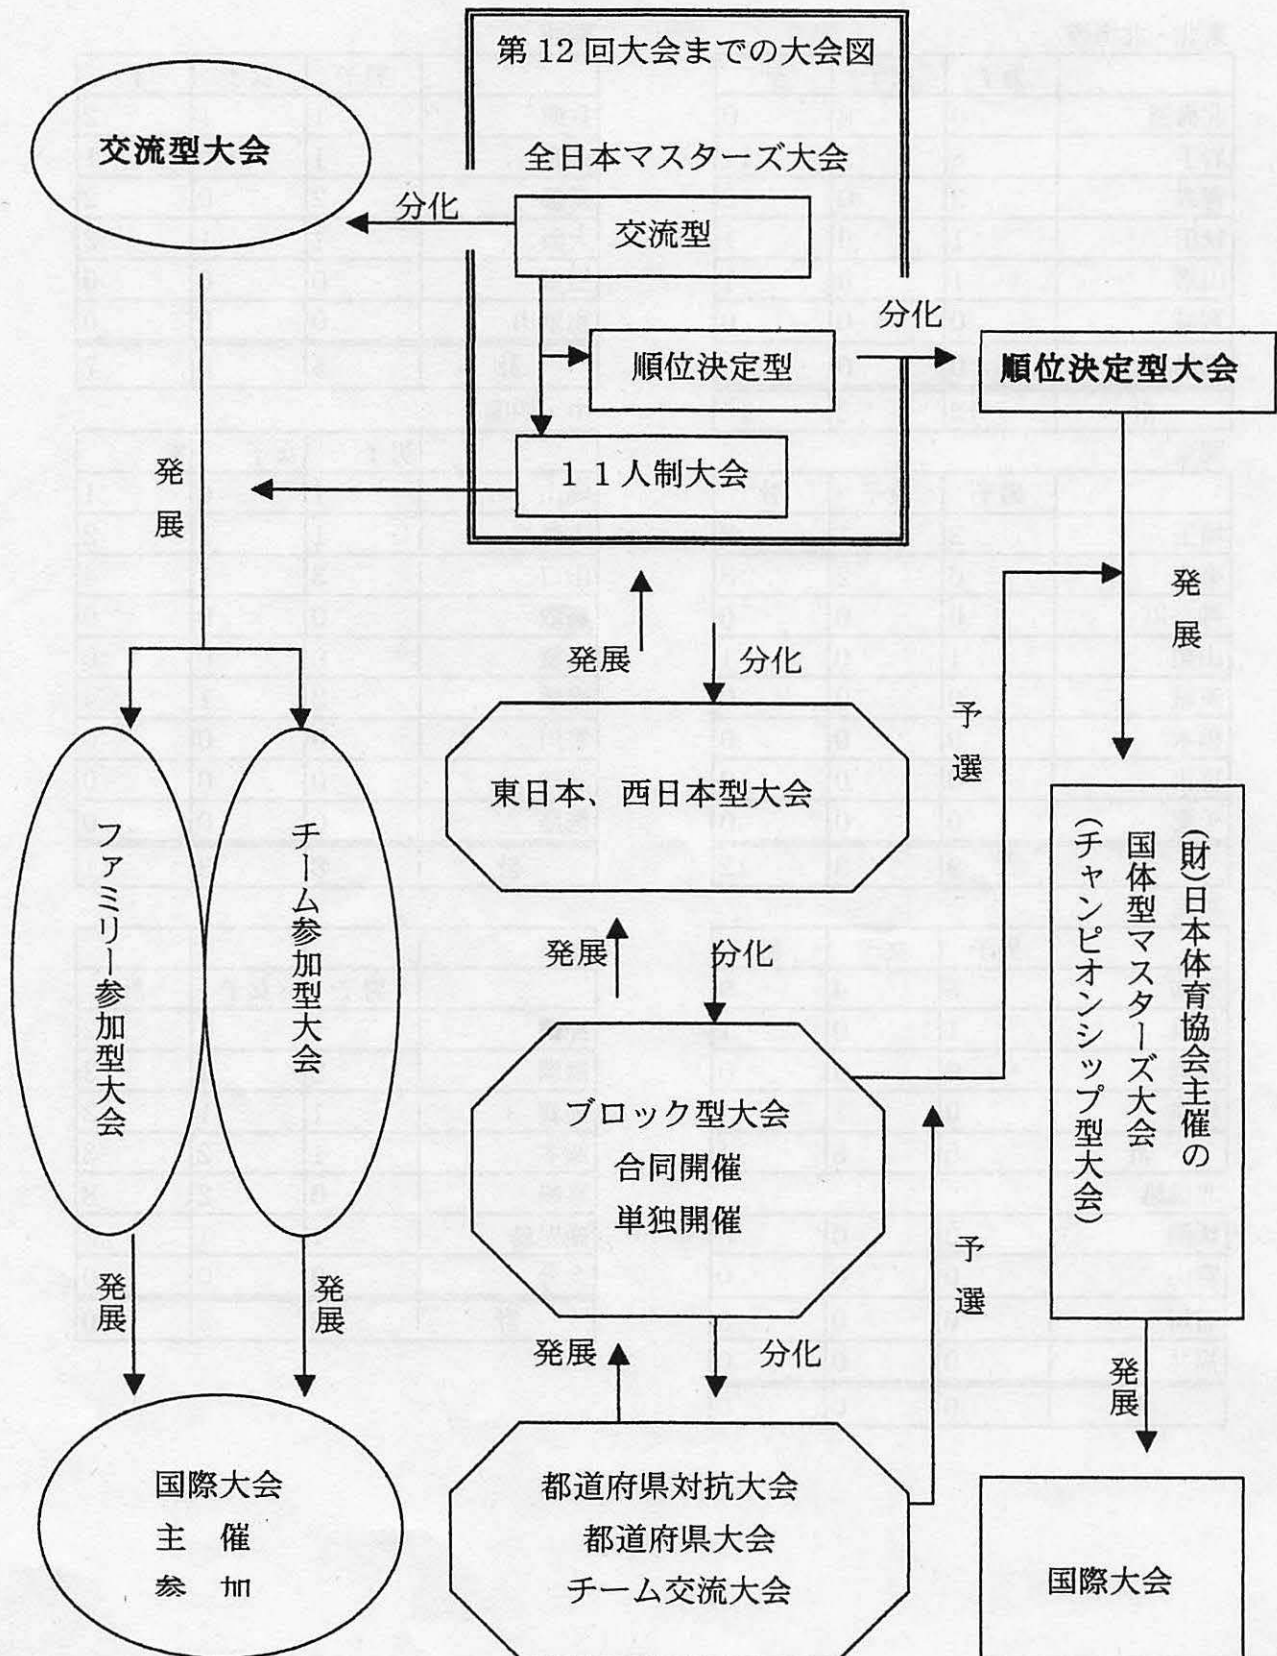 第12回大会までの大会図
全日本マスターズ大会
交流型大会
分化
交流型
分化
順位決定型
順位決定型大会
11人制大会
発展
発展
発展
分化
予選
東日本、西日本型大会
ファミリー参加型大会
チーム参加型大会
(財)日本体育協会主催の
国体型マスターズ大会
(チャンピオンシップ型大会)
発展
分化
ブロック型大会
合同開催
単独開催
予選
発展
発展
発展
分化
発展
国際大会
主 催
参 加
都道府県対抗大会
都道府県大会
チーム交流大会
国際大会